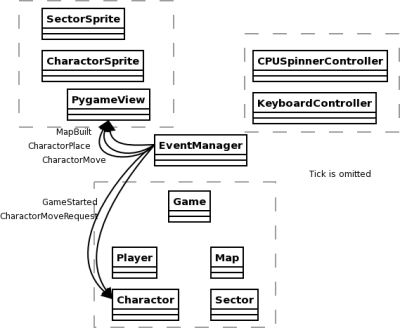 SectorSprite
CharactorSprite
PygameView
CPUSpinnerController
KeyboardController
MapBuilt
CharactorPlace
CharactorMove
EventManager
Tick is omitted
GameStarted
CharactorMoveRequest
Game
Player
Map
Charactor
Sector